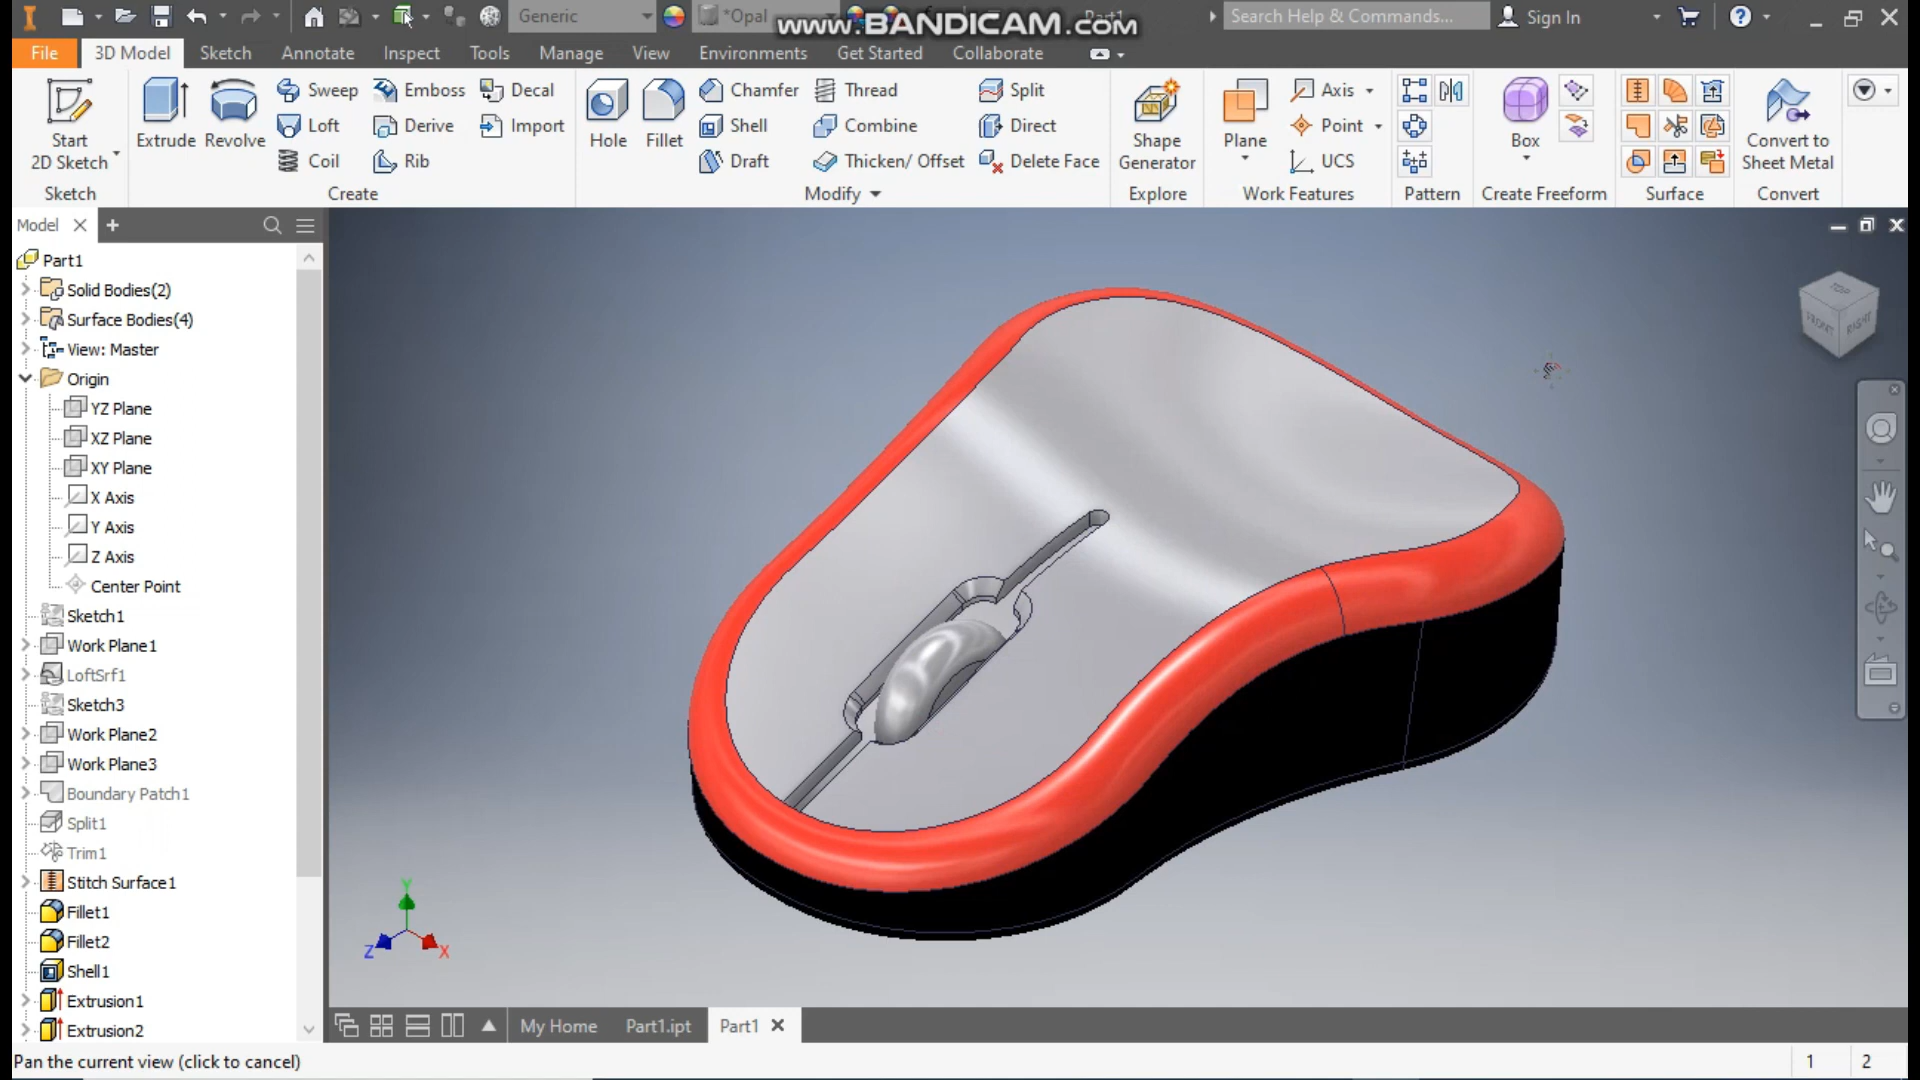 Generic
*Opal
www.BANDICAM.com
Part1
Search Help & Commands...
Sign In
File
3D Model
Sketch
Annotate
Inspect
Tools
Manage
View
Environments
Get Started
Collaborate
Start
2D Sketch
Extrude
Revolve
Sweep
Loft
Coil
Emboss
Derive
Rib
Decal
Import
Hole
Fillet
Chamfer
Shell
Draft
Thread
Combine
Thicken/ Offset
Split
Direct
Delete Face
Shape
Generator
Plane
Axis
Point
UCS
Box
Convert to
Sheet Metal
Sketch
Create
Modify
Explore
Work Features
Pattern
Create Freeform
Surface
Convert
Model
Part1
Solid Bodies(2)
Surface Bodies(4)
View: Master
Origin
YZ Plane
XZ Plane
XY Plane
X Axis
Y Axis
Z Axis
Center Point
Sketch1
Work Plane1
LoftSrf1
Sketch3
Work Plane2
Work Plane3
Boundary Patch1
Split1
Trim1
Stitch Surface1
Fillet1
Fillet2
Shell1
Extrusion1
Extrusion2
TOP
FRONT
RIGHT
Y
Z
X
My Home
Part1.ipt
Part1
Pan the current view (click to cancel)
1
2